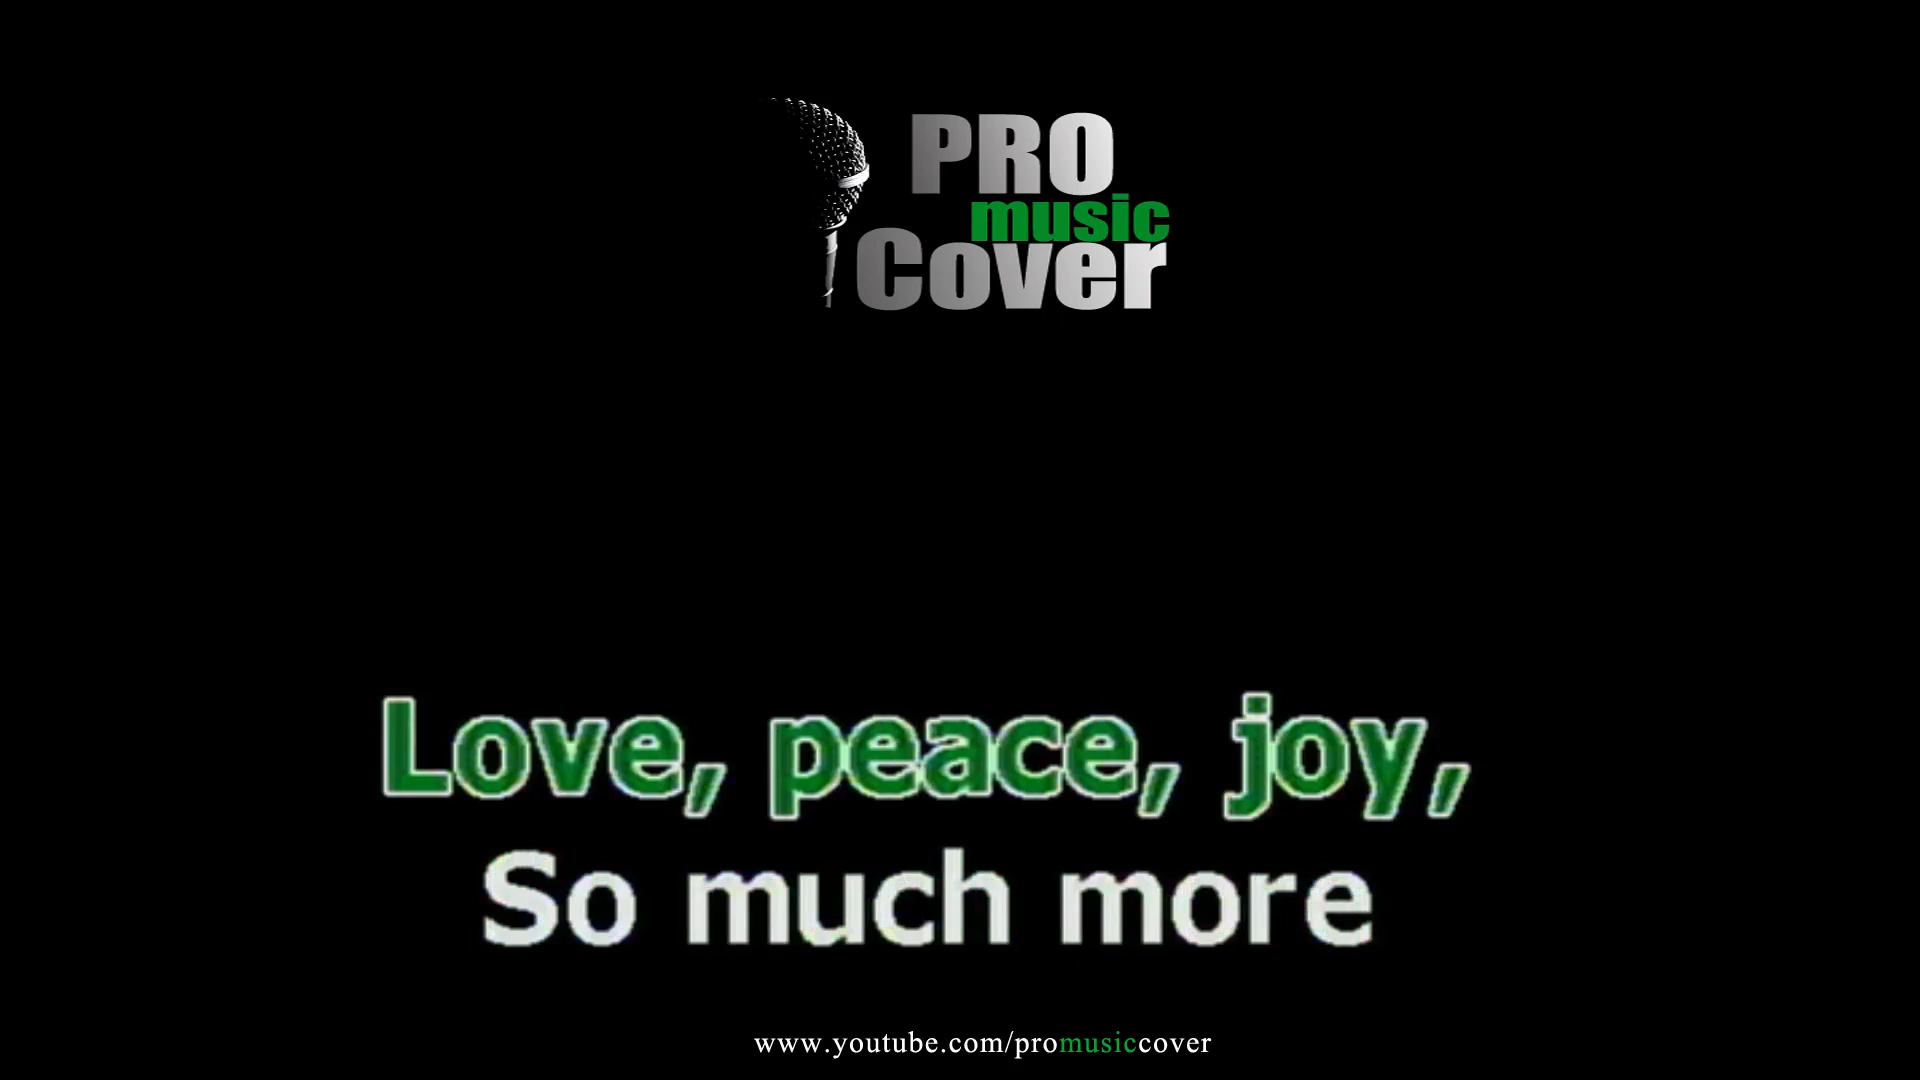 PRO
music
Cover
Love, peace, joy,
So much more
www.youtube.com/promusiccover